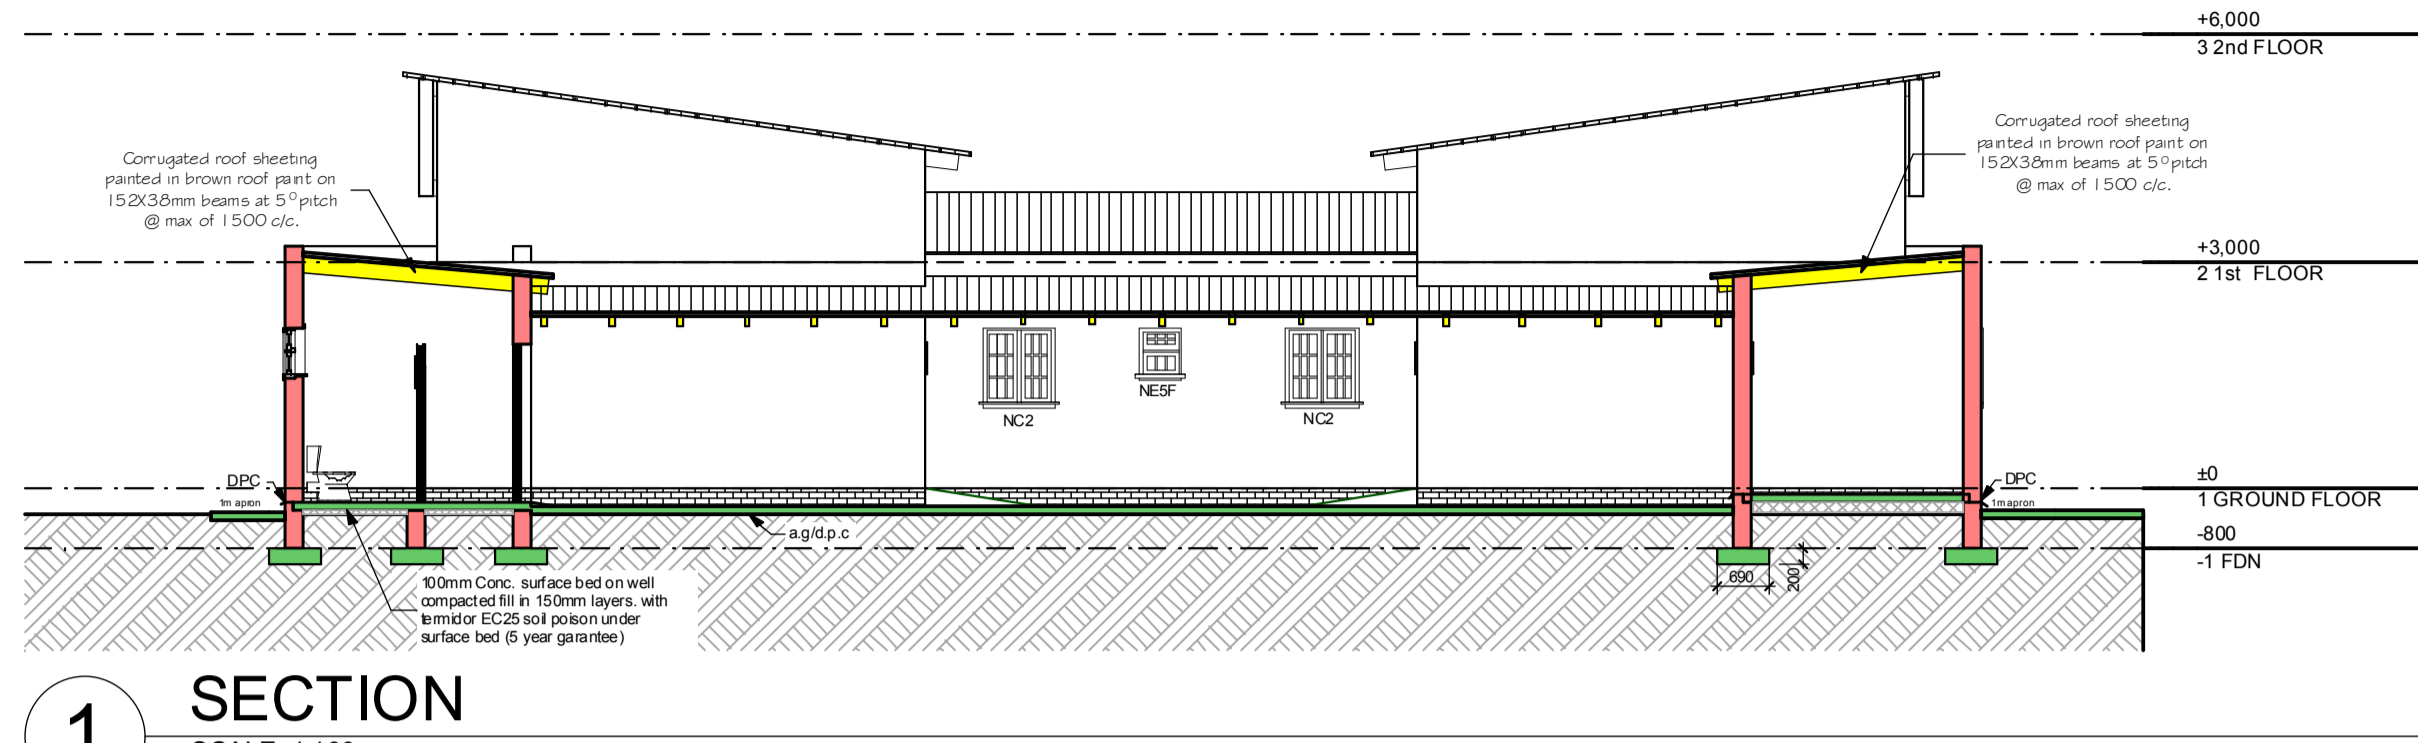 +6,000
3 2nd FLOOR
Corrugated roof sheeting
painted in brown roof paint on
152X38mm beams at 5° pitch
@ max of 1500 c/c.
Corrugated roof sheeting
painted in brown roof paint on
152X38mm beams at 5° pitch
@ max of 1500 c/c.
+3,000
2 1st FLOOR
NC2
NE5F
NC2
DPC
1m apron
DPC
1m apron
±0
1 GROUND FLOOR
a.g/d.p.c
-800
-1 FDN
690
200
100mm Conc. surface bed on well
compacted fill in 150mm layers. with
termidor EC25 soil poison under
surface bed (5 year garantee)
1
SECTION